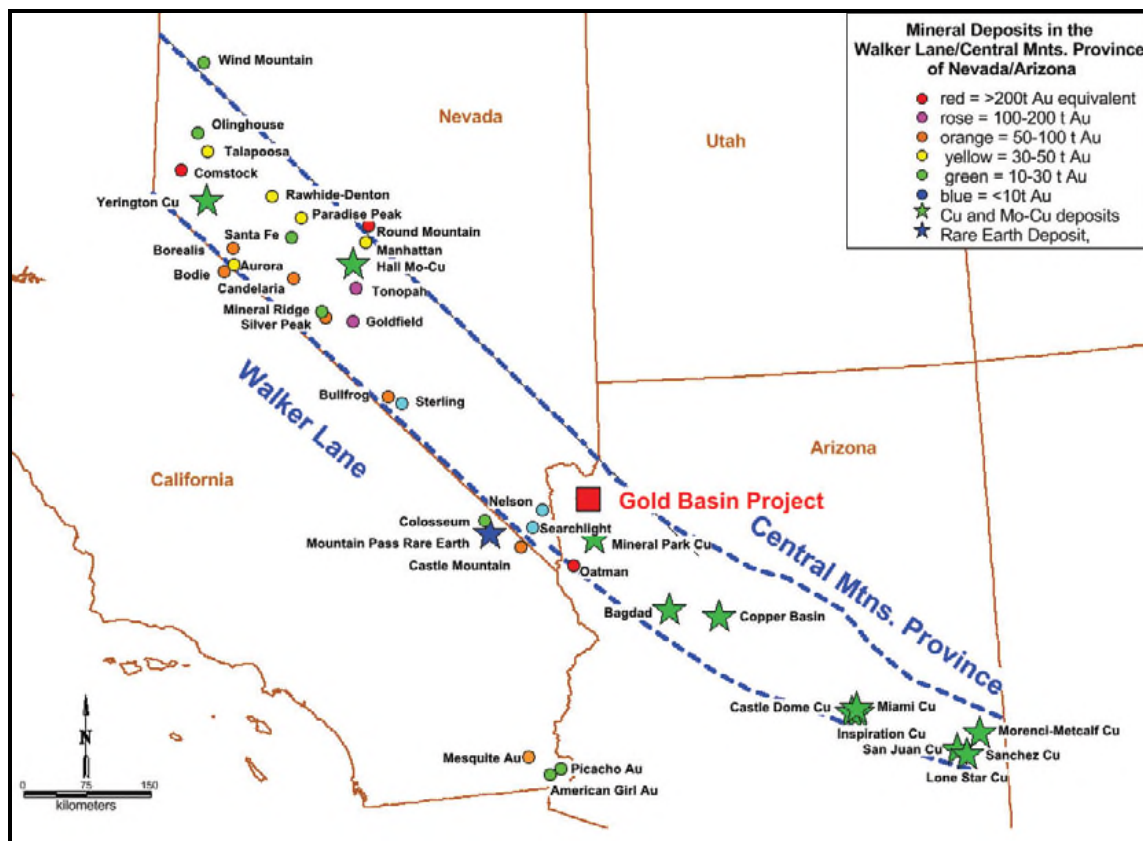 Mineral Deposits in the
Walker Lane/Central Mnts. Province
of Nevada/Arizona
red = >200t Au equivalent
rose = 100-200 t Au
orange = 50-100 t Au
yellow = 30-50 t Au
green = 10-30 t Au
blue = <10t Au
Cu and Mo-Cu deposits
Rare Earth Deposit,
Wind Mountain
Nevada
Utah
Olinghouse
Talapoosa
Comstock
Yerington Cu
Rawhide-Denton
Paradise Peak
Santa Fe
Round Mountain
Borealis
Manhattan
Aurora
Hall Mo-Cu
Bodie
Candelaria
Tonopah
Mineral Ridge
Silver Peak
Goldfield
Walker Lane
Bullfrog
Sterling
California
Arizona
Nelson
Gold Basin Project
Colosseum
Searchlight
Mountain Pass Rare Earth
Mineral Park Cu
Castle Mountain
Oatman
Central Mtns. Province
Bagdad
Copper Basin
Castle Dome Cu
Miami Cu
Inspiration Cu
Morenci-Metcalf Cu
San Juan Cu
Sanchez Cu
Lone Star Cu
Mesquite Au
Picacho Au
American Girl Au
N
0 75 150
kilometers